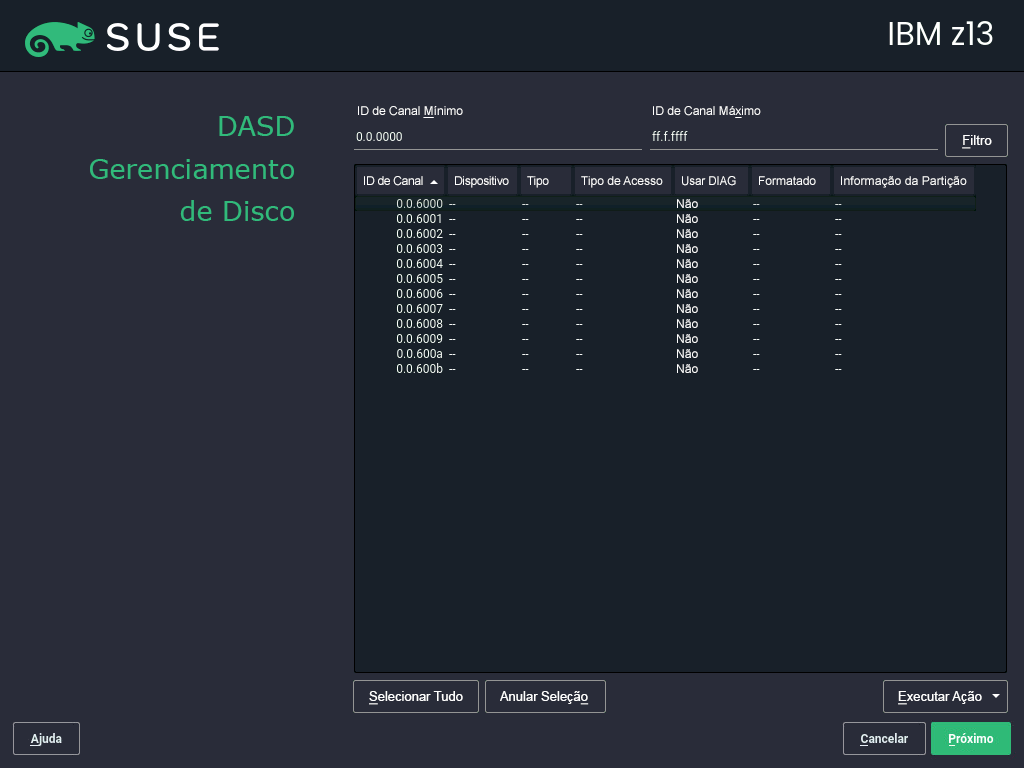 SUSE
IBM z13
DASD
Gerenciamento
de Disco
ID de Canal Mínimo
ID de Canal Máximo
0.0.0000
ff.f.ffff
Filtro
ID de Canal Dispositivo Tipo Tipo de Acesso Usar DIAG Formatado Informação da Partição
0.0.6000 -- -- -- Não -- --
0.0.6001 -- -- -- Não -- --
0.0.6002 -- -- -- Não -- --
0.0.6003 -- -- -- Não -- --
0.0.6004 -- -- -- Não -- --
0.0.6005 -- -- -- Não -- --
0.0.6006 -- -- -- Não -- --
0.0.6007 -- -- -- Não -- --
0.0.6008 -- -- -- Não -- --
0.0.6009 -- -- -- Não -- --
0.0.600a -- -- -- Não -- --
0.0.600b -- -- -- Não -- --
Selecionar Tudo
Anular Seleção
Executar Ação
Ajuda
Cancelar
Próximo